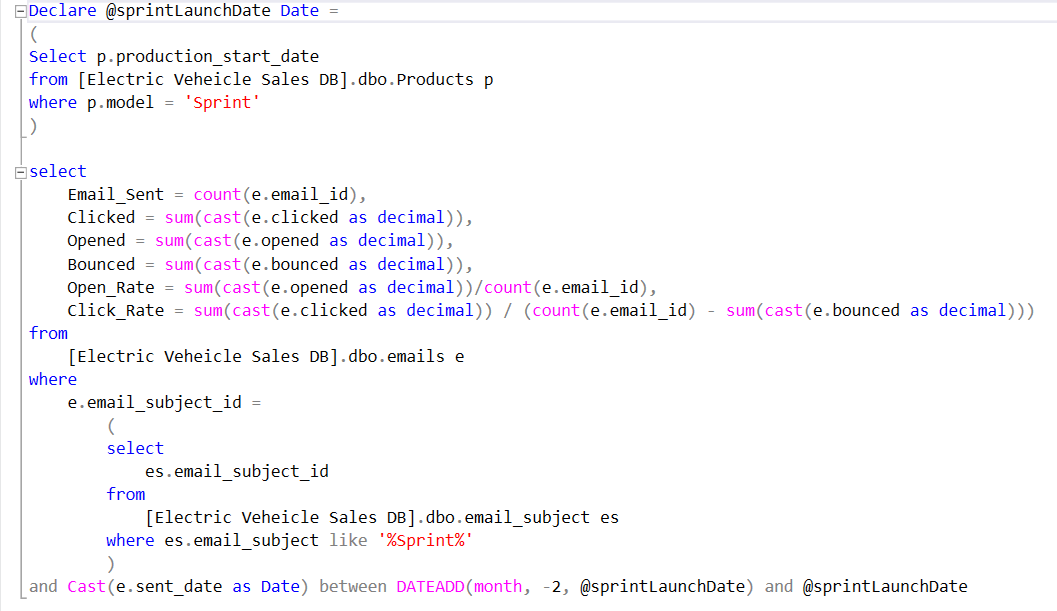 Declare @sprintLaunchDate Date =
(
Select p.production_start_date
from [Electric Veheicle Sales DB].dbo.Products p
where p.model = 'Sprint'
)

select
    Email_Sent = count(e.email_id),
    Clicked = sum(cast(e.clicked as decimal)),
    Opened = sum(cast(e.opened as decimal)),
    Bounced = sum(cast(e.bounced as decimal)),
    Open_Rate = sum(cast(e.opened as decimal))/count(e.email_id),
    Click_Rate = sum(cast(e.clicked as decimal)) / (count(e.email_id) - sum(cast(e.bounced as decimal)))
from
    [Electric Veheicle Sales DB].dbo.emails e
where
    e.email_subject_id =
        (
        select
            es.email_subject_id
        from
            [Electric Veheicle Sales DB].dbo.email_subject es
        where es.email_subject like '%Sprint%'
        )
and Cast(e.sent_date as Date) between DATEADD(month, -2, @sprintLaunchDate) and @sprintLaunchDate